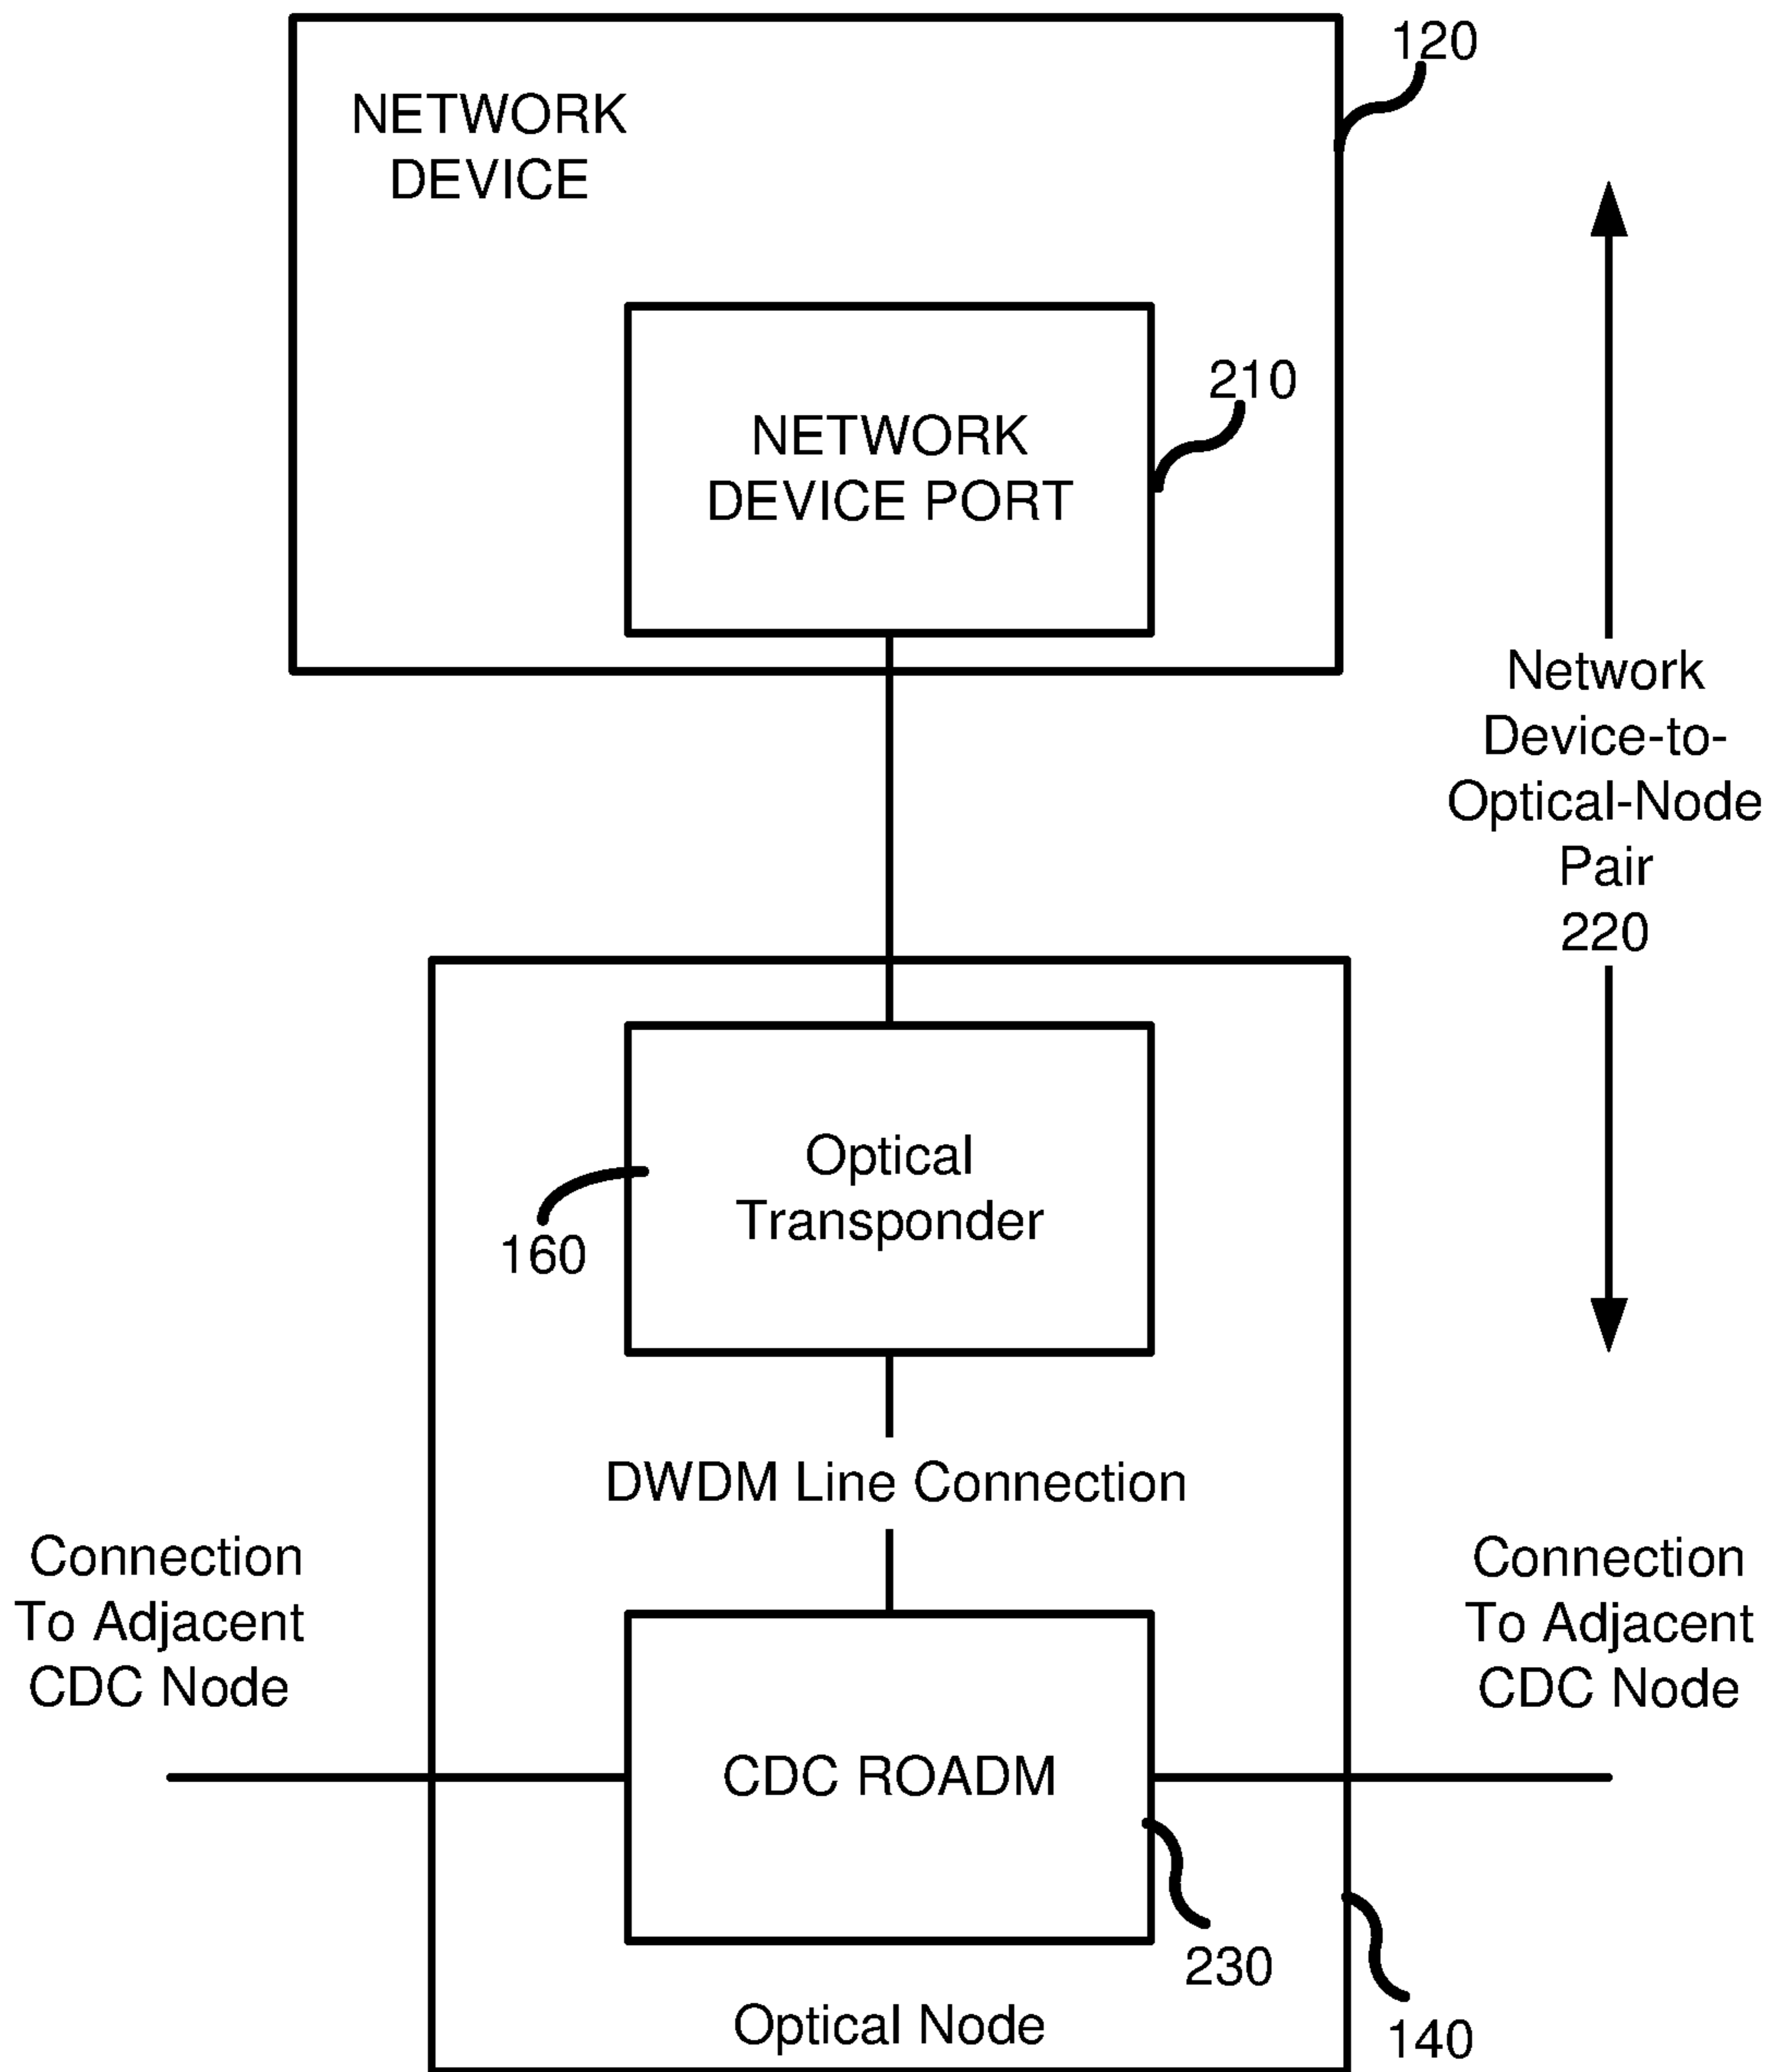 120
NETWORK
DEVICE
210
NETWORK
DEVICE PORT
Network
Device-to-
Optical-Node
Pair
220
Optical
Transponder
160
DWDM Line Connection
Connection
To Adjacent
CDC Node
Connection
To Adjacent
CDC Node
CDC ROADM
230
Optical Node
140